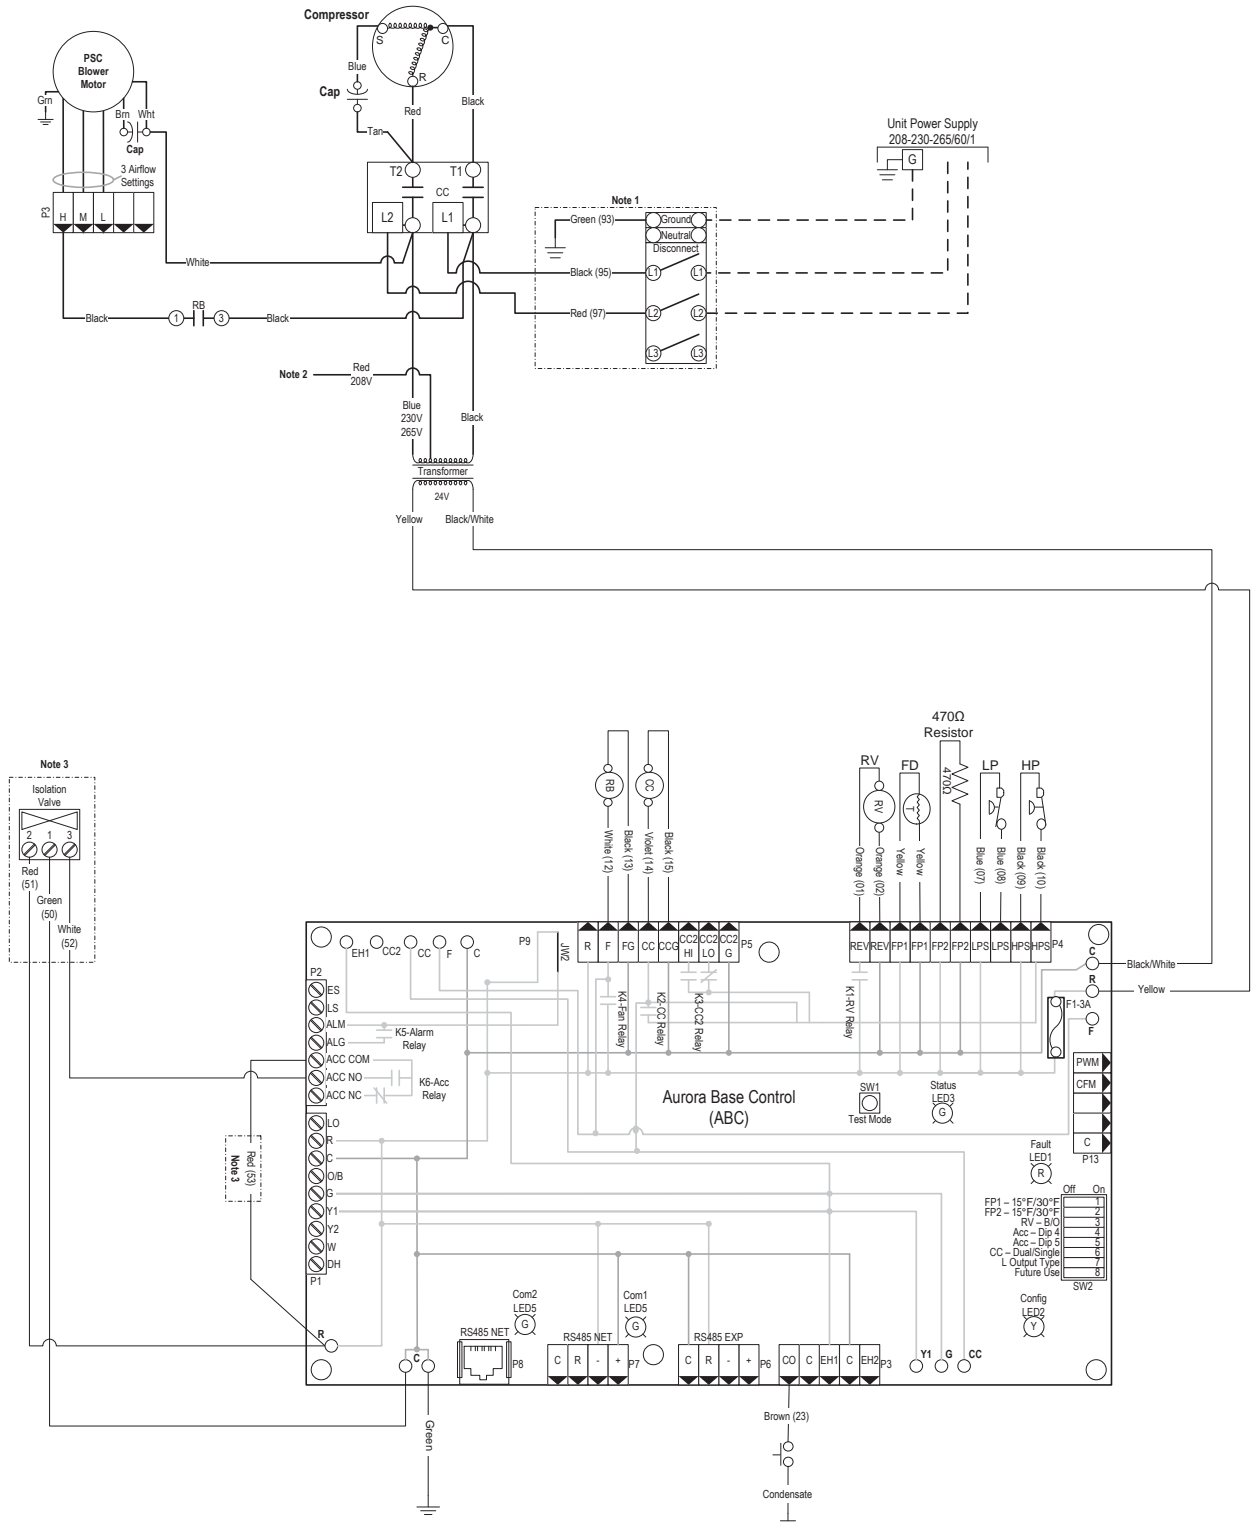 Compressor
S
C
R
PSC
Blower
Motor
Grn
Brn
Wht
Cap
Blue
Cap
Tan
Red
Black
3 Airflow
Settings
P3
H
M
L
T2
T1
CC
L2
L1
White
Black
RB
1
3
Black
Unit Power Supply
208-230-265/60/1
G
Note 1
Green (93)
Ground
Neutral
Disconnect
Black (95)
L1
L1
Red (97)
L2
L2
L3
L3
Note 2
Red
208V
Blue
230V
265V
Black
Transformer
24V
Yellow
Black/White
Note 3
Isolation
Valve
2
1
3
Red
(51)
Green
(50)
White
(52)
RB
White (12)
Black (13)
CC
Violet (14)
Black (15)
RV
RV
Orange (01)
Orange (02)
FD
T
Yellow
Yellow
470Ω
Resistor
470Ω
LP
Blue (07)
Blue (08)
HP
Black (09)
Black (10)
EH1
CC2
CC
F
C
P9
JW2
R
F
FG
CC
CCG
CC2
HI
CC2
LO
CC2
G
P5
REV
REV
FP1
FP1
FP2
FP2
LPS
LPS
HPS
HPS
P4
C
Black/White
R
Yellow
F1-3A
F
P2
ES
LS
ALM
ALG
ACC COM
ACC NO
ACC NC
K5-Alarm
Relay
K6-Acc
Relay
K4-Fan Relay
K2-CC Relay
K3-CC2 Relay
K1-RV Relay
PWM
CFM
C
P13
Aurora Base Control
(ABC)
SW1
Test Mode
Status
LED3
G
Fault
LED1
R
LO
R
C
O/B
G
Y1
Y2
W
DH
P1
Red (53)
Note 3
Off
On
FP1 – 15°F/30°F
1
FP2 – 15°F/30°F
2
RV – B/O
3
Acc – Dip 4
4
Acc – Dip 5
5
CC – Dual/Single
6
L Output Type
7
Future Use
8
SW2
Config
LED2
Y
Com2
LED5
G
Com1
LED5
G
R
C
RS485 NET
P8
RS485 NET
C
R
-
+
P7
RS485 EXP
C
R
-
+
P6
CO
C
EH1
C
EH2
P3
Y1
G
CC
Green
Brown (23)
Condensate